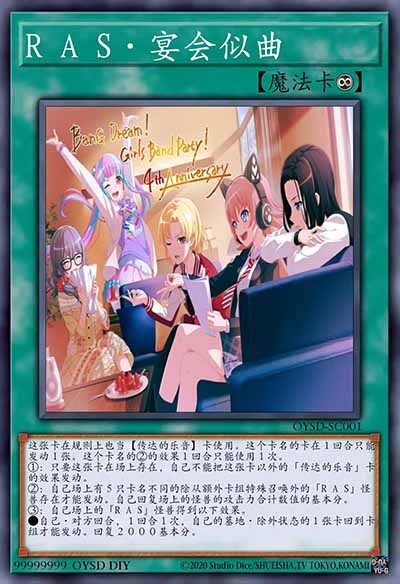 RAS·宴会似曲
【魔法卡∞】
BanG Dream!
Girls Band Party!
4th Anniversary
OYSD-SC001
这张卡在规则上也当【传达的乐音】卡使用。这个卡名的卡在1回合只能
发动1张。这个卡名的②的效果1回合只能使用1次。
①：只要这张卡在场上存在，自己不能把这张卡以外的「传达的乐音」卡
的效果发动。
②：自己场上有5只卡名不同的除从额外卡组特殊召唤外的「RAS」怪
兽存在才能发动。自己回复场上的怪兽的攻击力合计数值的基本分。
③：自己场上的「RAS」怪兽得到以下效果。
●自己·对方回合，1回合1次，自己的墓地·除外状态的1张卡回到卡
组才能发动。回复2000基本分。
99999999 OYSD DIY
©2020 Studio Dice/SHUEISHA,TV TOKYO,KONAMI